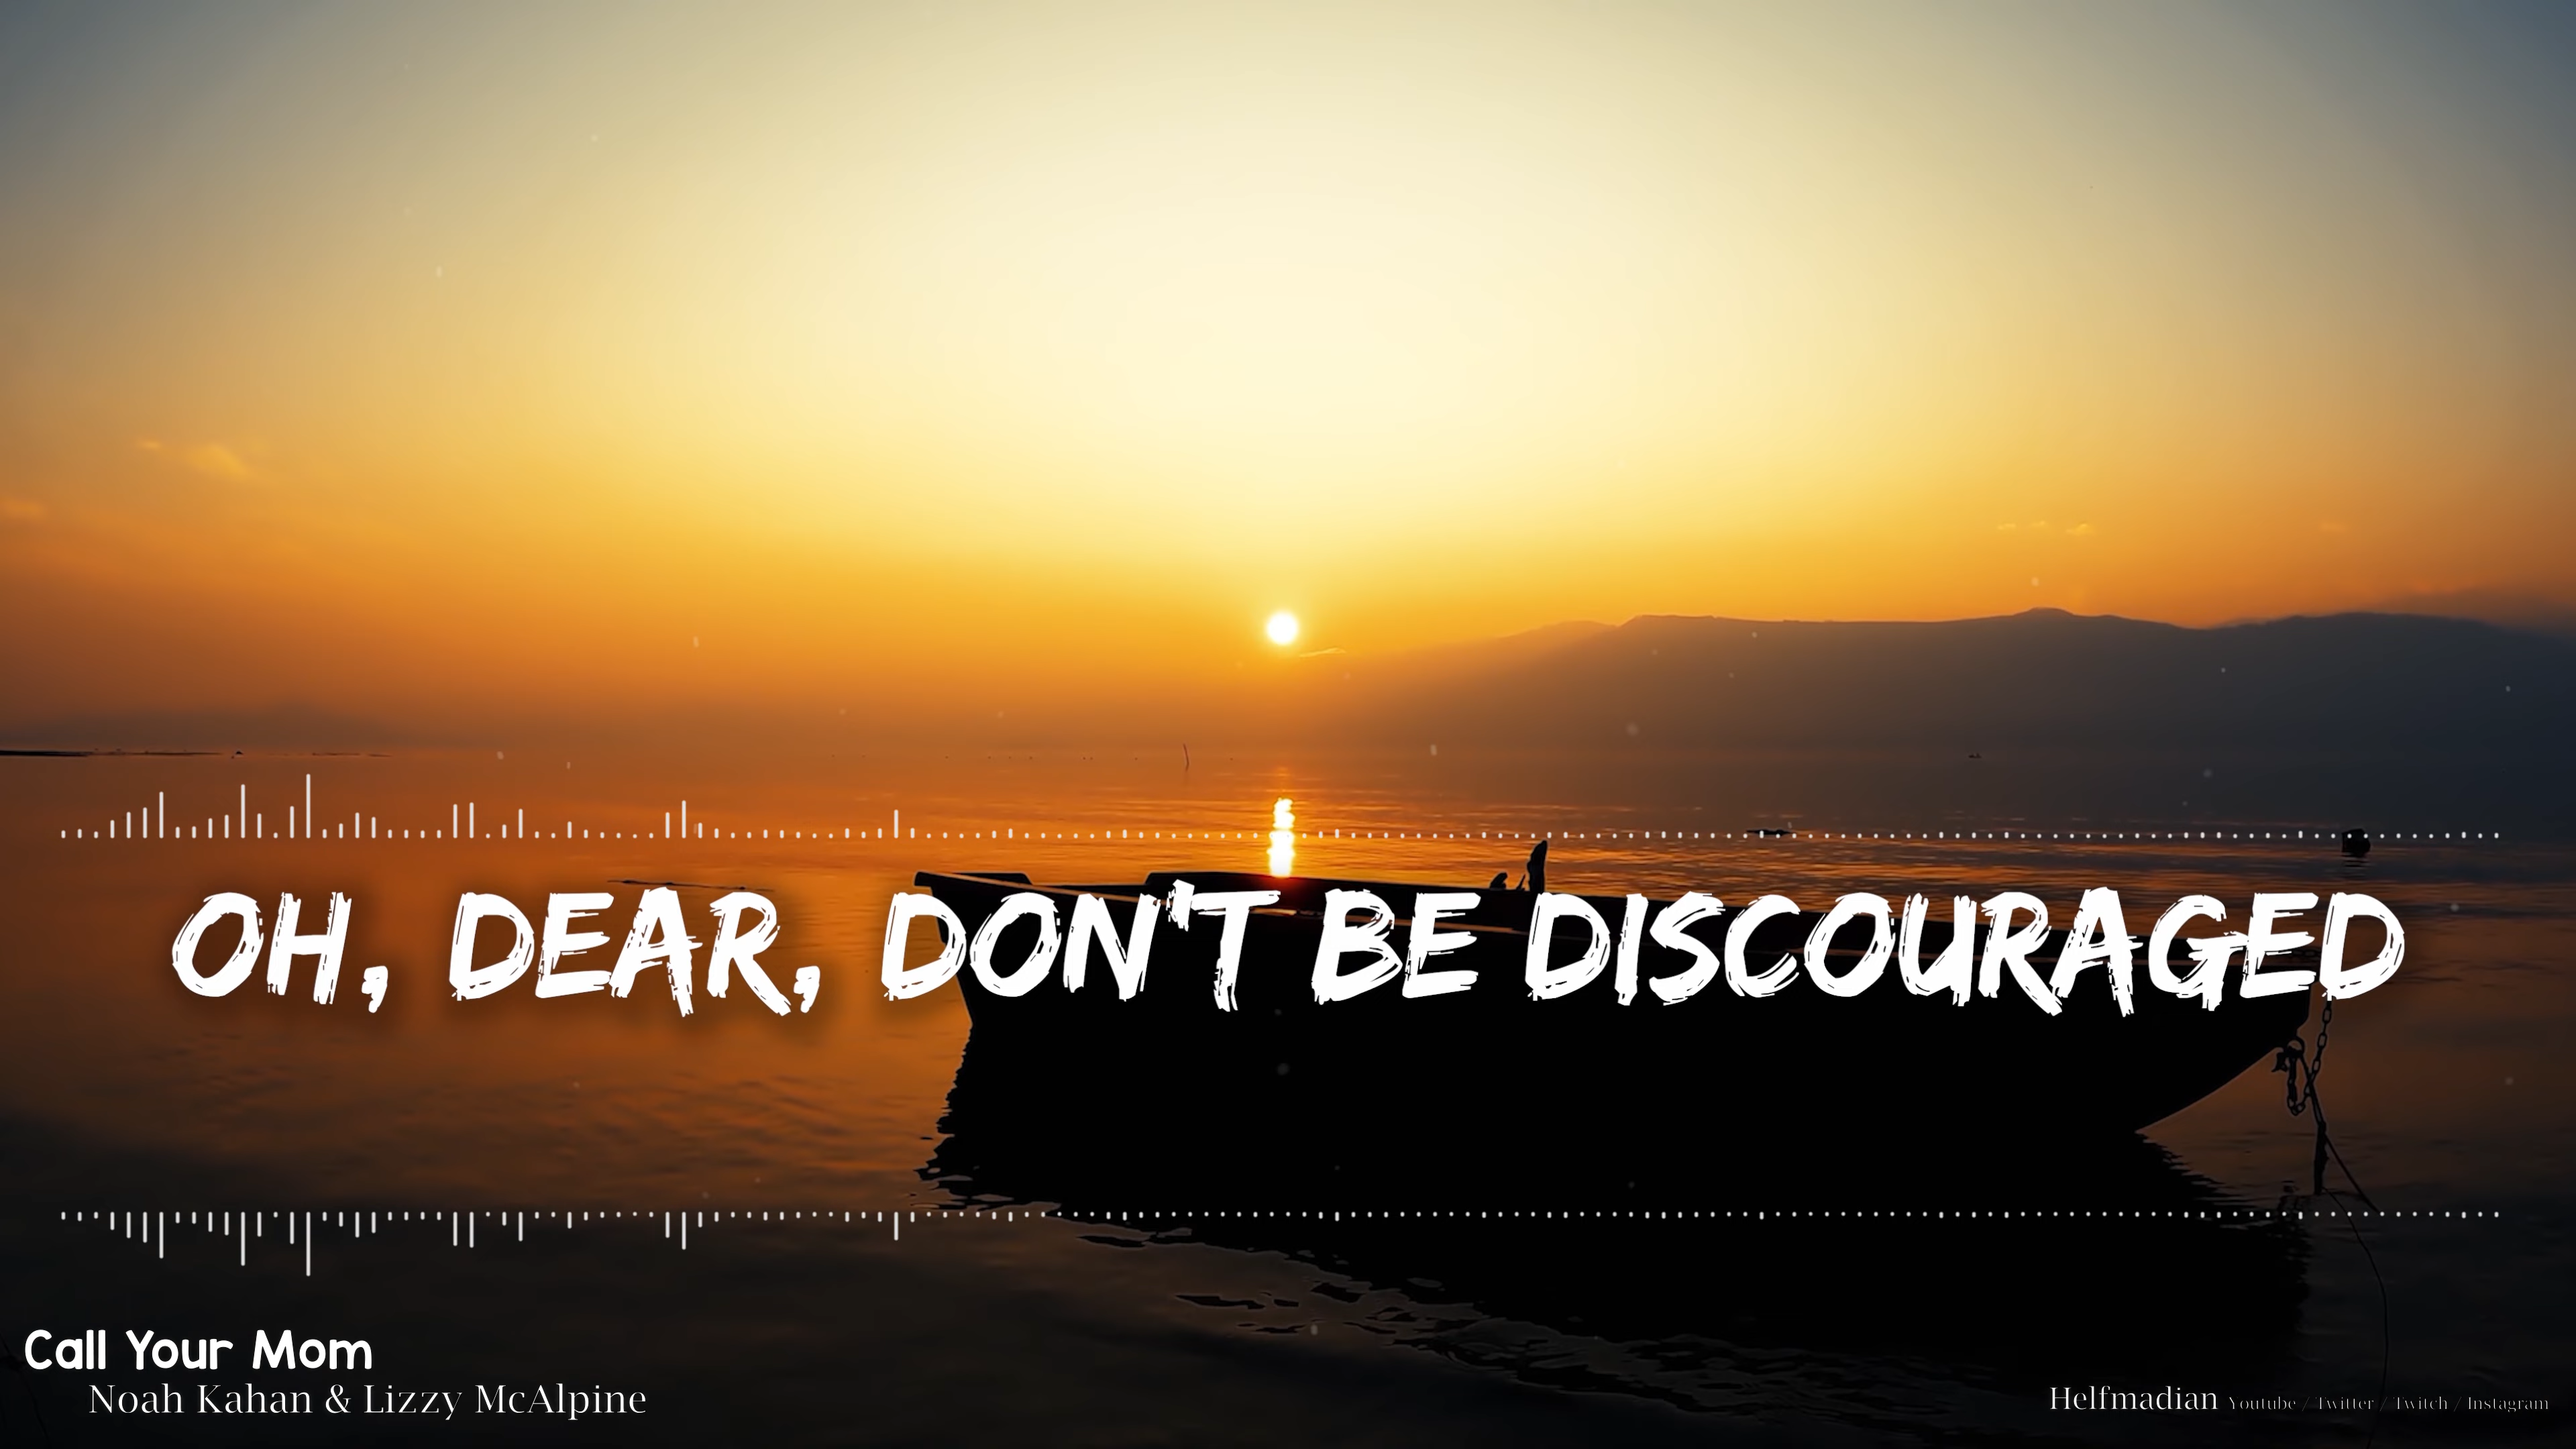 OH, DEAR, DON'T BE DISCOURAGED
Call Your Mom
Noah Kahan & Lizzy McAlpine
Helfmadian Youtube / Twitter / Twitch / Instagram